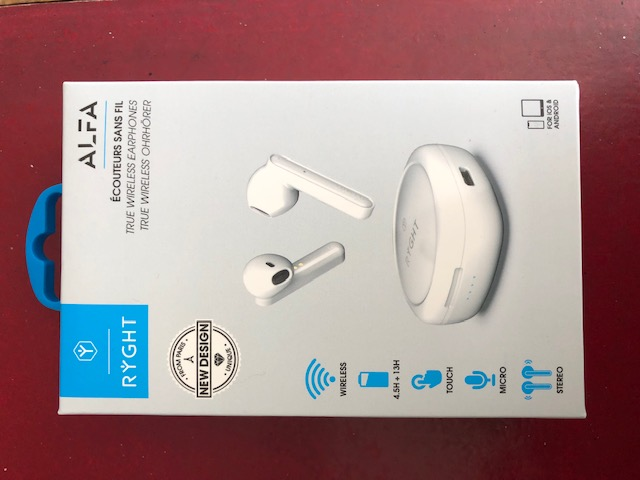 RYGHT
ALFA
ÉCOUTEURS SANS FIL
TRUE WIRELESS EARPHONES
TRUE WIRELESS OHRHÖRER
FROM PARIS
NEW DESIGN
UNIQUE
RYGHT
WIRELESS
4.5H + 13H
TOUCH
MICRO
STEREO
FOR IOS &
ANDROID